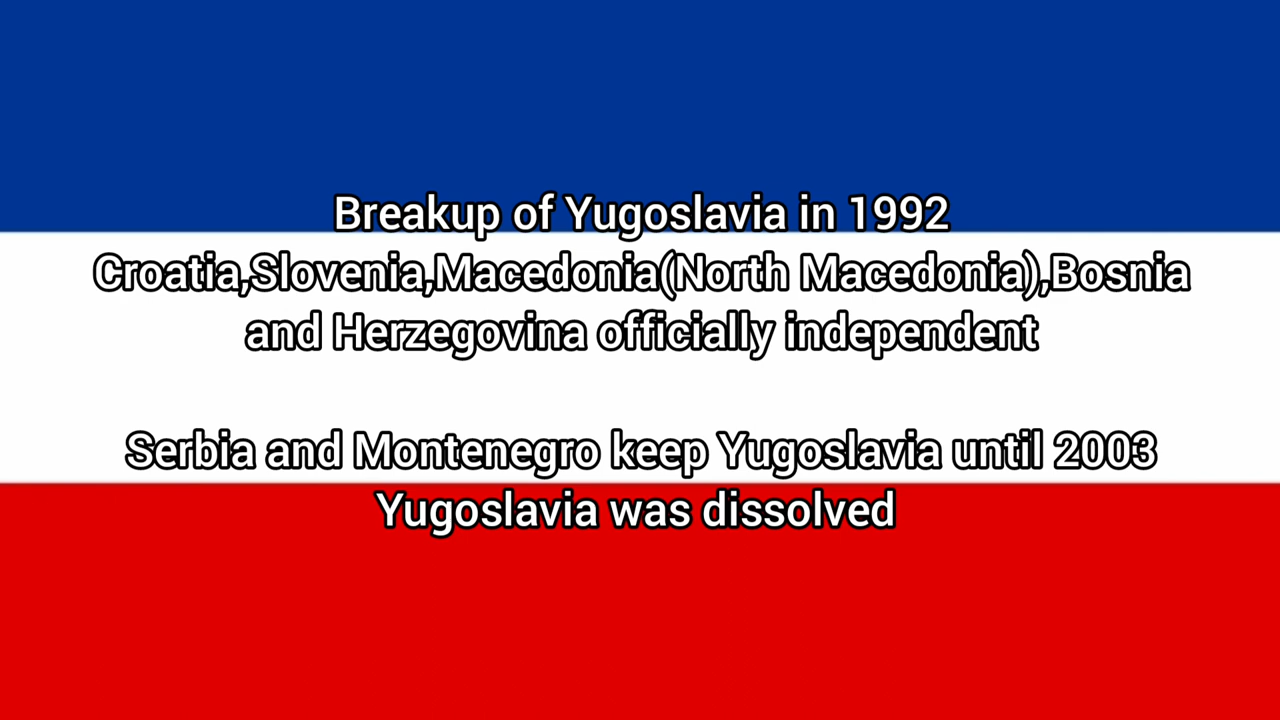 Breakup of Yugoslavia in 1992
Croatia,Slovenia,Macedonia(North Macedonia),Bosnia
and Herzegovina officially independent
Serbia and Montenegro keep Yugoslavia until 2003
Yugoslavia was dissolved